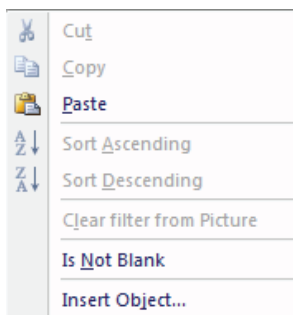 Cut
Copy
Paste
Sort Ascending
Sort Descending
Clear filter from Picture
Is Not Blank
Insert Object...